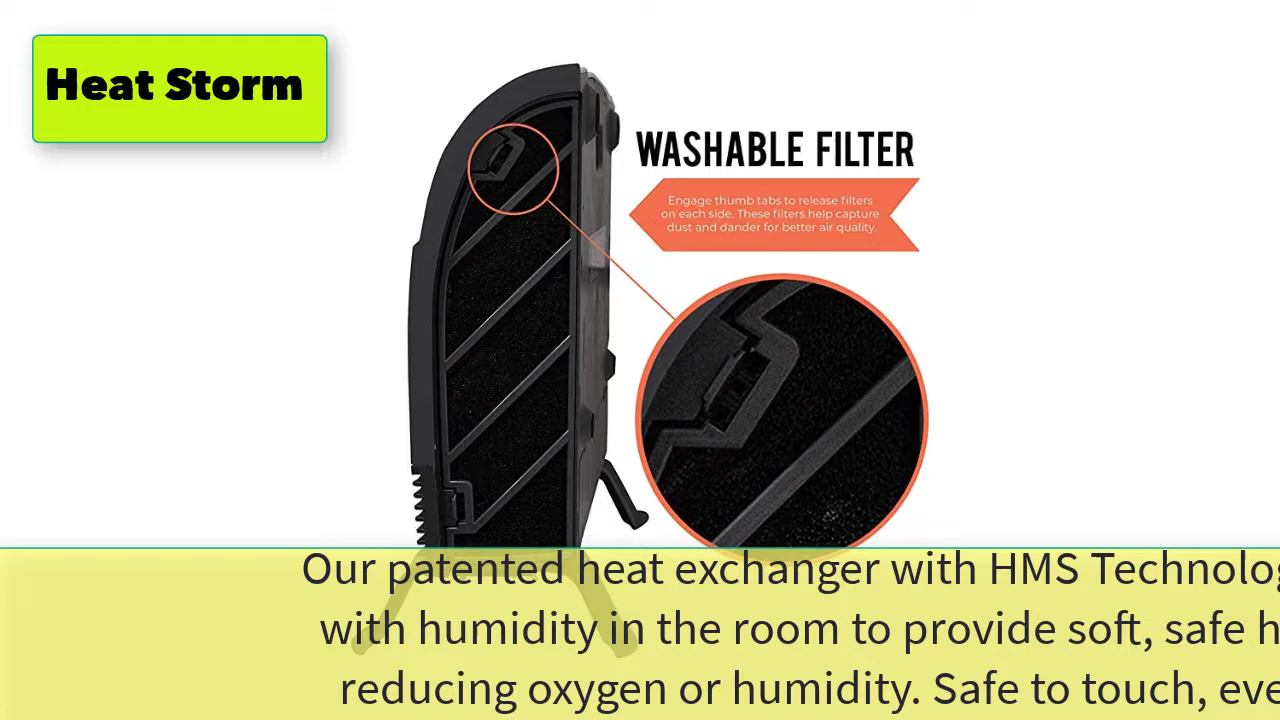 Heat Storm
WASHABLE FILTER
Engage thumb tabs to release filters
on each side. These filters help capture
dust and dander for better air quality.
Our patented heat exchanger with HMS Technolog
with humidity in the room to provide soft, safe h
reducing oxygen or humidity. Safe to touch, eve